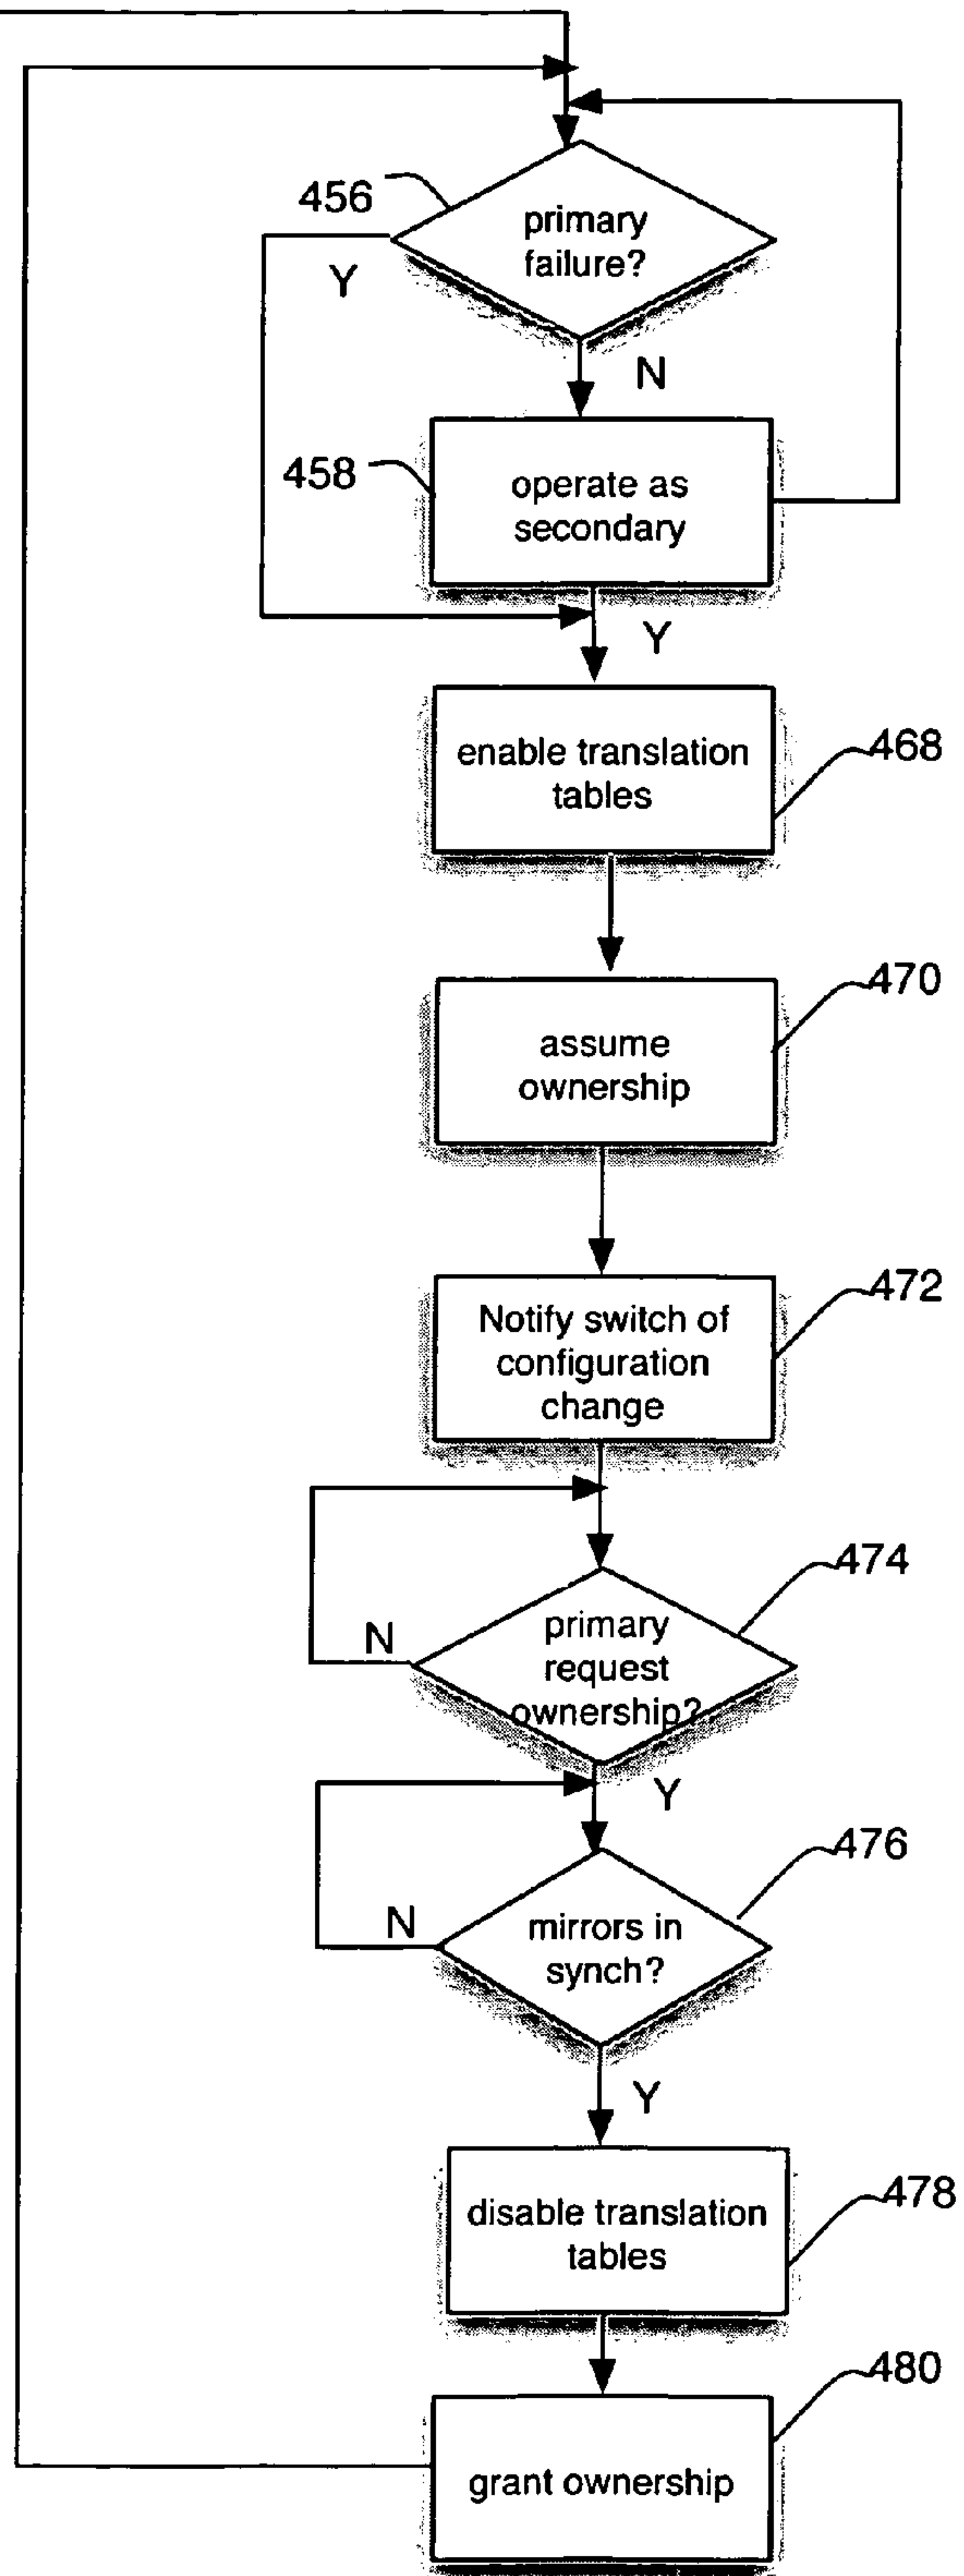 456
primary
failure?
Y
N
458
operate as
secondary
Y
enable translation
tables
468
assume
ownership
470
Notify switch of
configuration
change
472
primary
request
ownership?
474
N
Y
mirrors in
synch?
476
N
Y
disable translation
tables
478
grant ownership
480